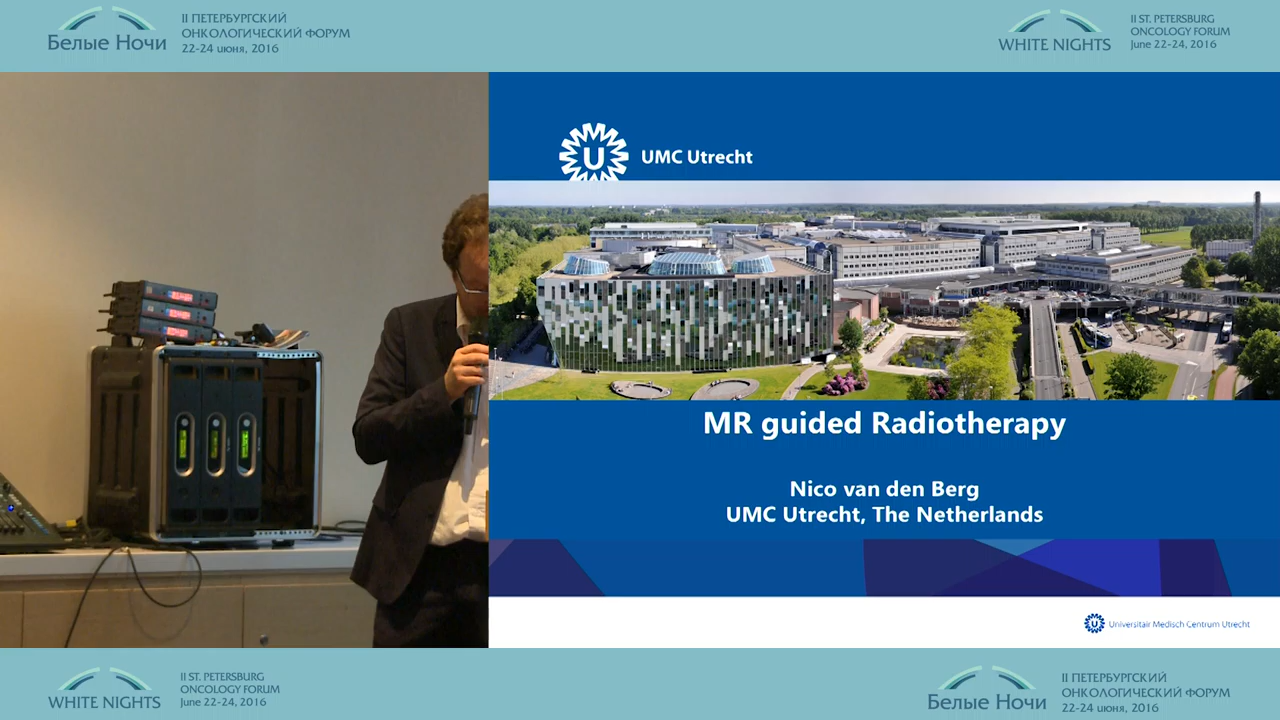 Белые Ночи
II ПЕТЕРБУРГСКИЙ
ОНКОЛОГИЧЕСКИЙ ФОРУМ
22-24 июня, 2016
WHITE NIGHTS
II ST. PETERSBURG
ONCOLOGY FORUM
June 22-24, 2016
U
UMC Utrecht
MR guided Radiotherapy
Nico van den Berg
UMC Utrecht, The Netherlands
U
Universitair Medisch Centrum Utrecht
WHITE NIGHTS
II ST. PETERSBURG
ONCOLOGY FORUM
June 22-24, 2016
Белые Ночи
II ПЕТЕРБУРГСКИЙ
ОНКОЛОГИЧЕСКИЙ ФОРУМ
22-24 июня, 2016